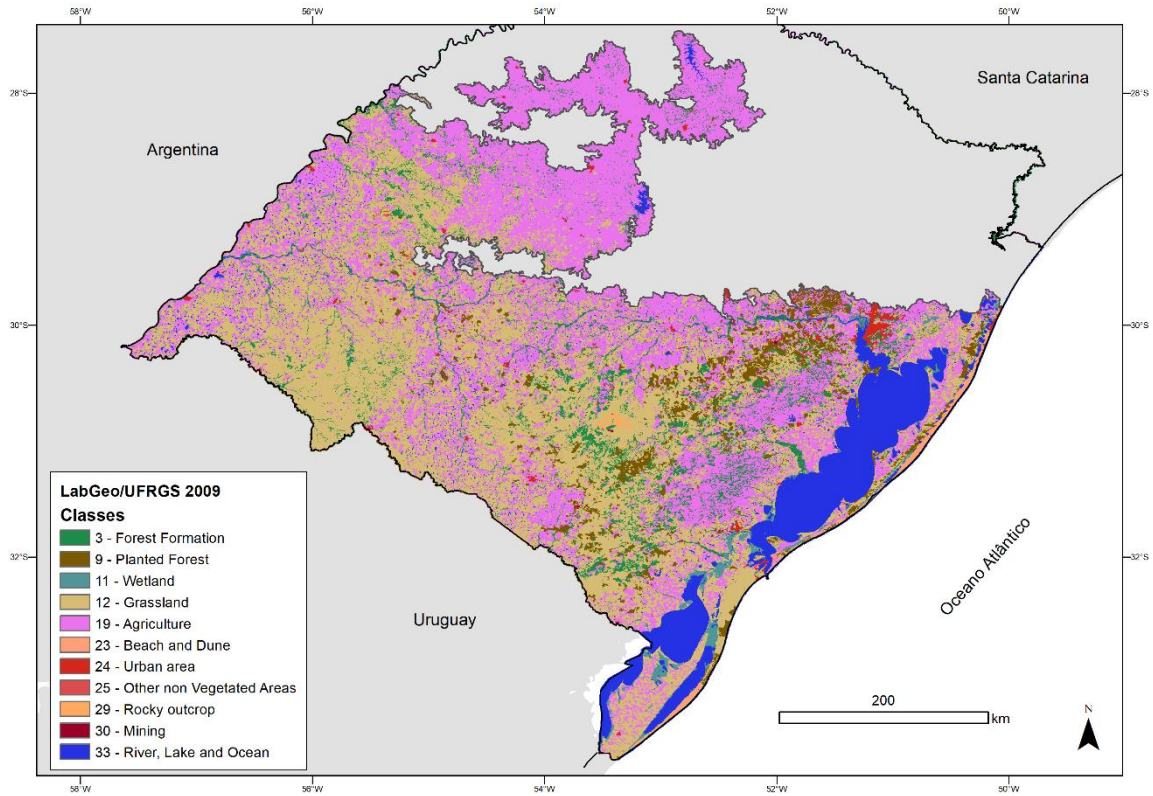 58°W
56°W
54°W
52°W
50°W
28°S
Santa Catarina
28°S
Argentina
30°S
30°S
LabGeo/UFRGS 2009
Classes
3 - Forest Formation
9 - Planted Forest
11 - Wetland
12 - Grassland
19 - Agriculture
23 - Beach and Dune
24 - Urban area
25 - Other non Vegetated Areas
29 - Rocky outcrop
30 - Mining
33 - River, Lake and Ocean
32°S
32°S
Oceano Atlântico
Uruguay
200
km
N
58°W
56°W
54°W
52°W
50°W